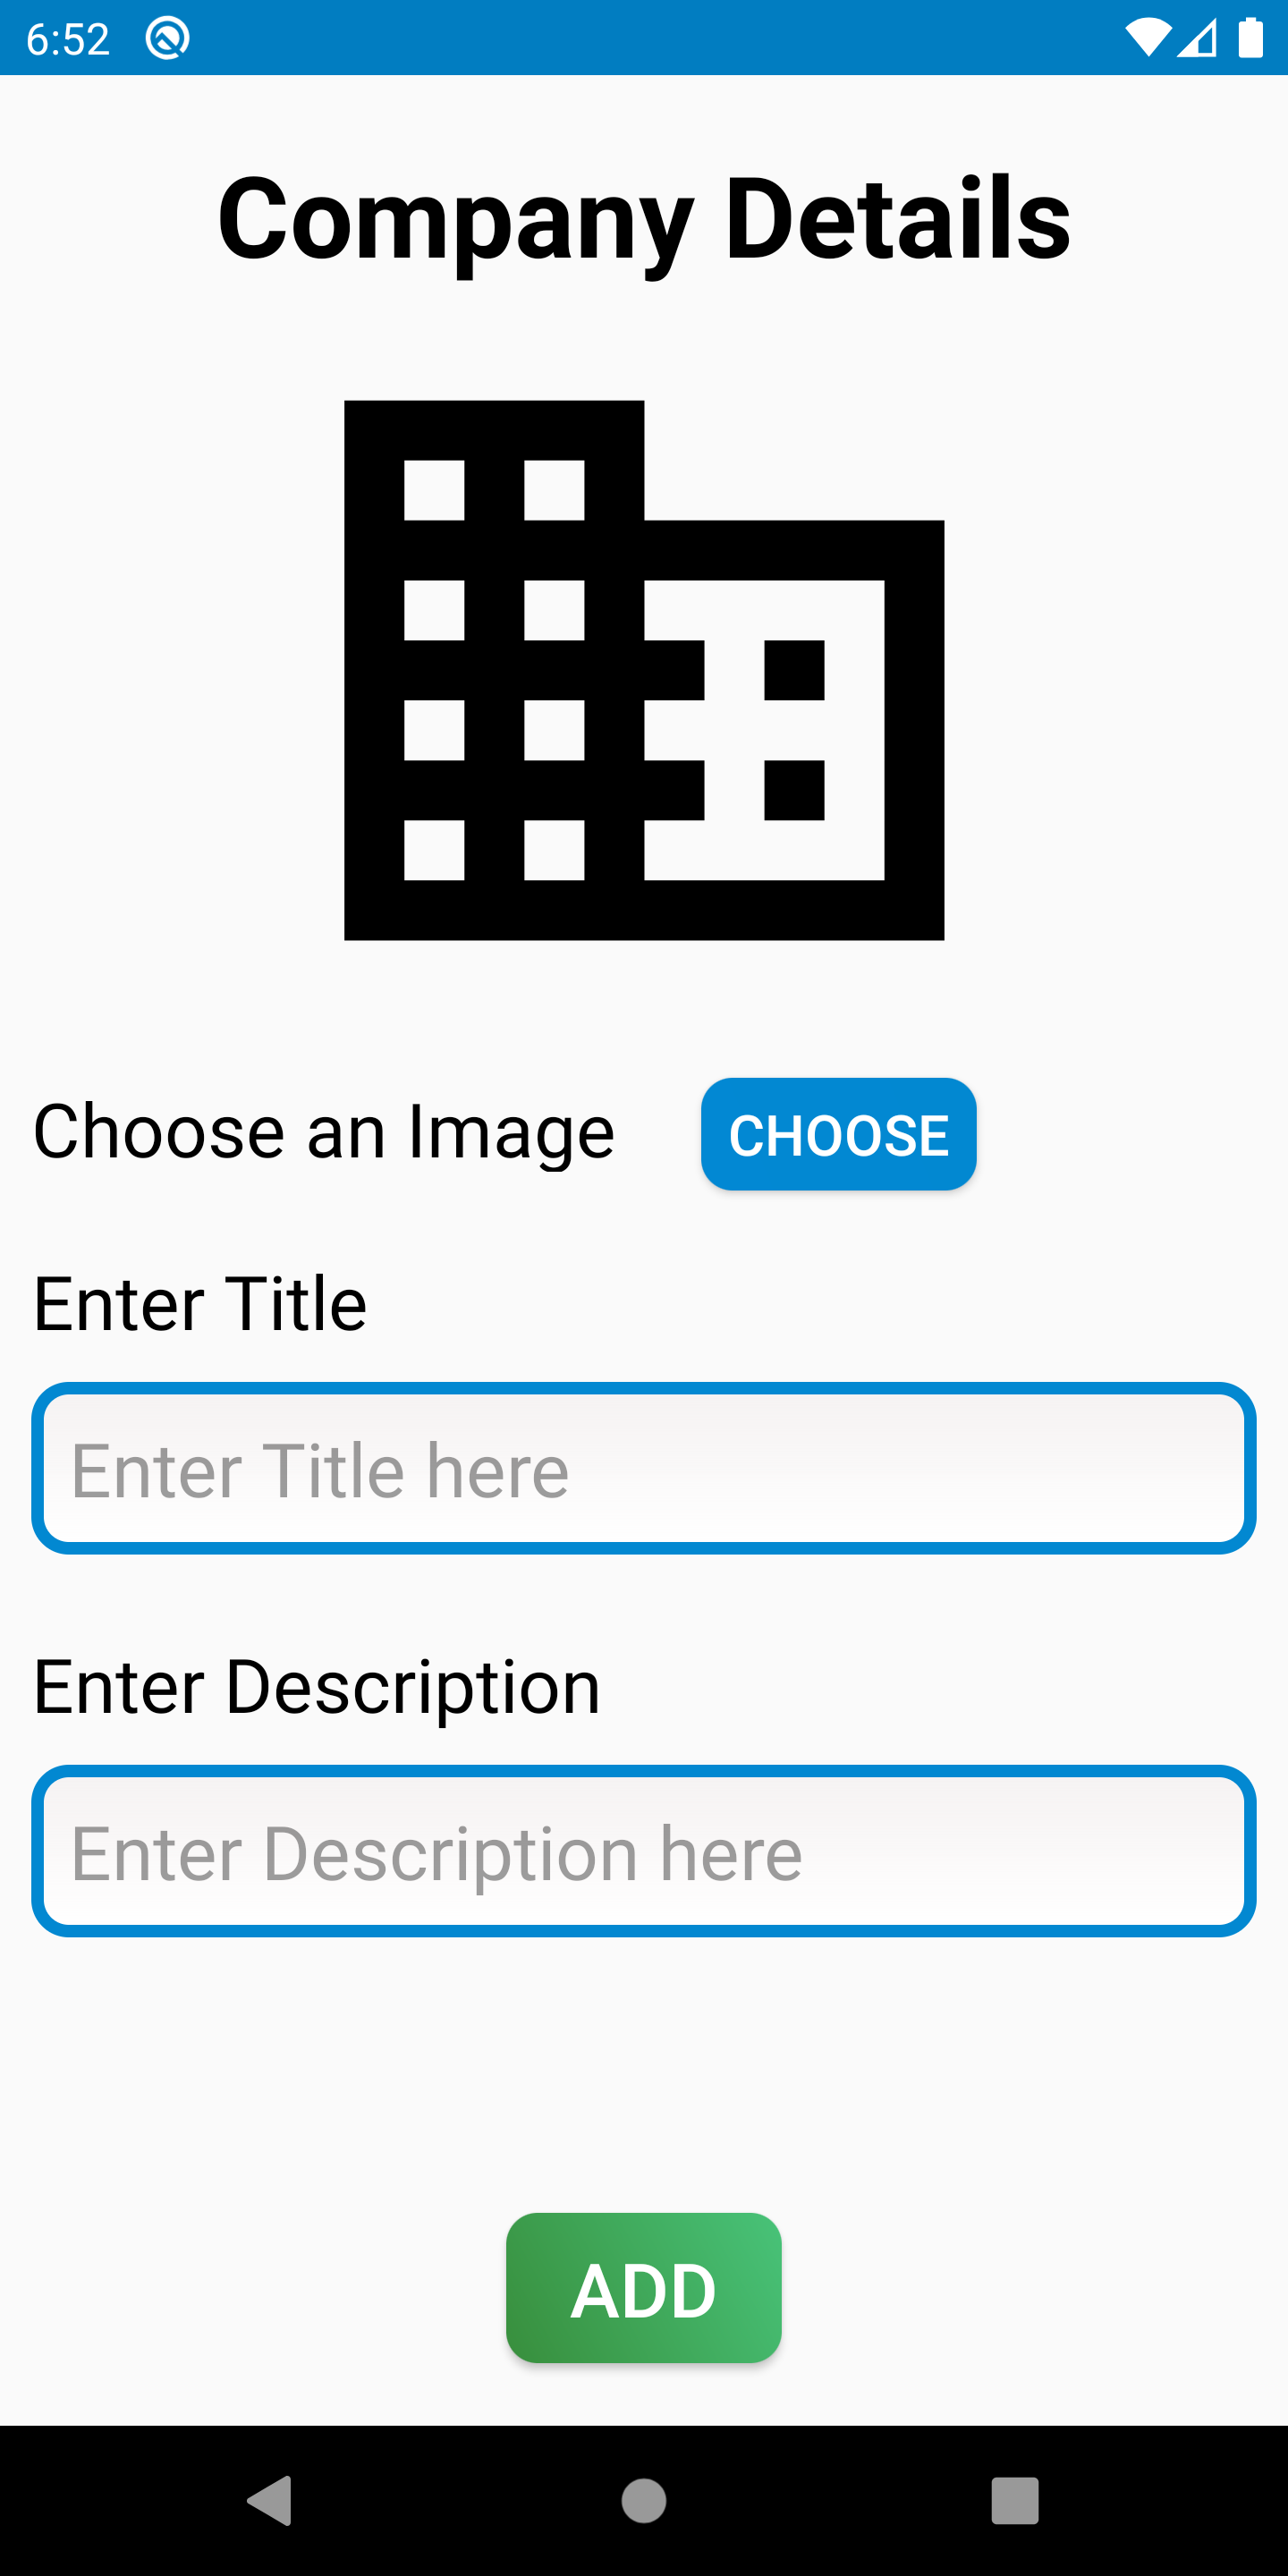 6:52
Company Details
Choose an Image
CHOOSE
Enter Title
Enter Title here
Enter Description
Enter Description here
ADD